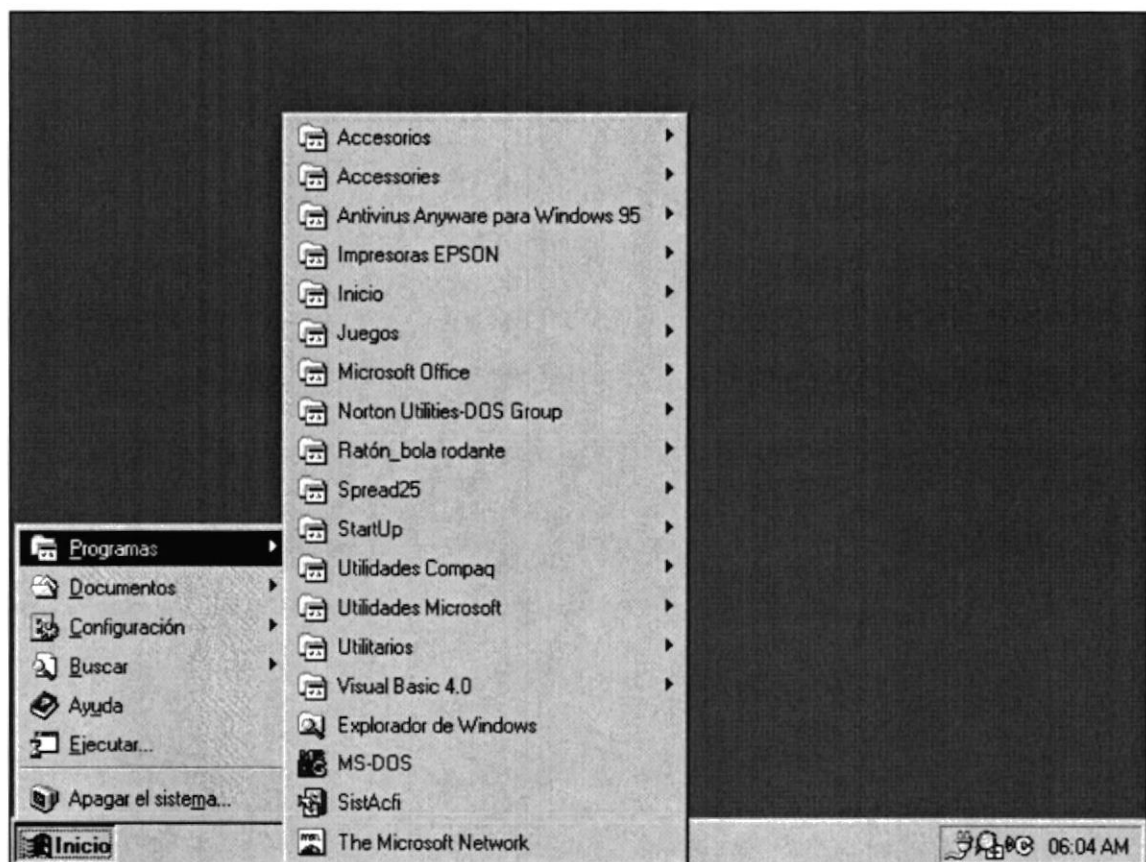 Accesorios
Accessories
Antivirus Anyware para Windows 95
Impresoras EPSON
Inicio
Juegos
Microsoft Office
Norton Utilities-DOS Group
Ratón_bola rodante
Spread25
StartUp
Utilidades Compaq
Utilidades Microsoft
Utilitarios
Visual Basic 4.0
Explorador de Windows
MS-DOS
SistAcfi
The Microsoft Network
Programas
Documentos
Configuración
Buscar
Ayuda
Ejecutar...
Apagar el sistema...
Inicio
06:04 AM